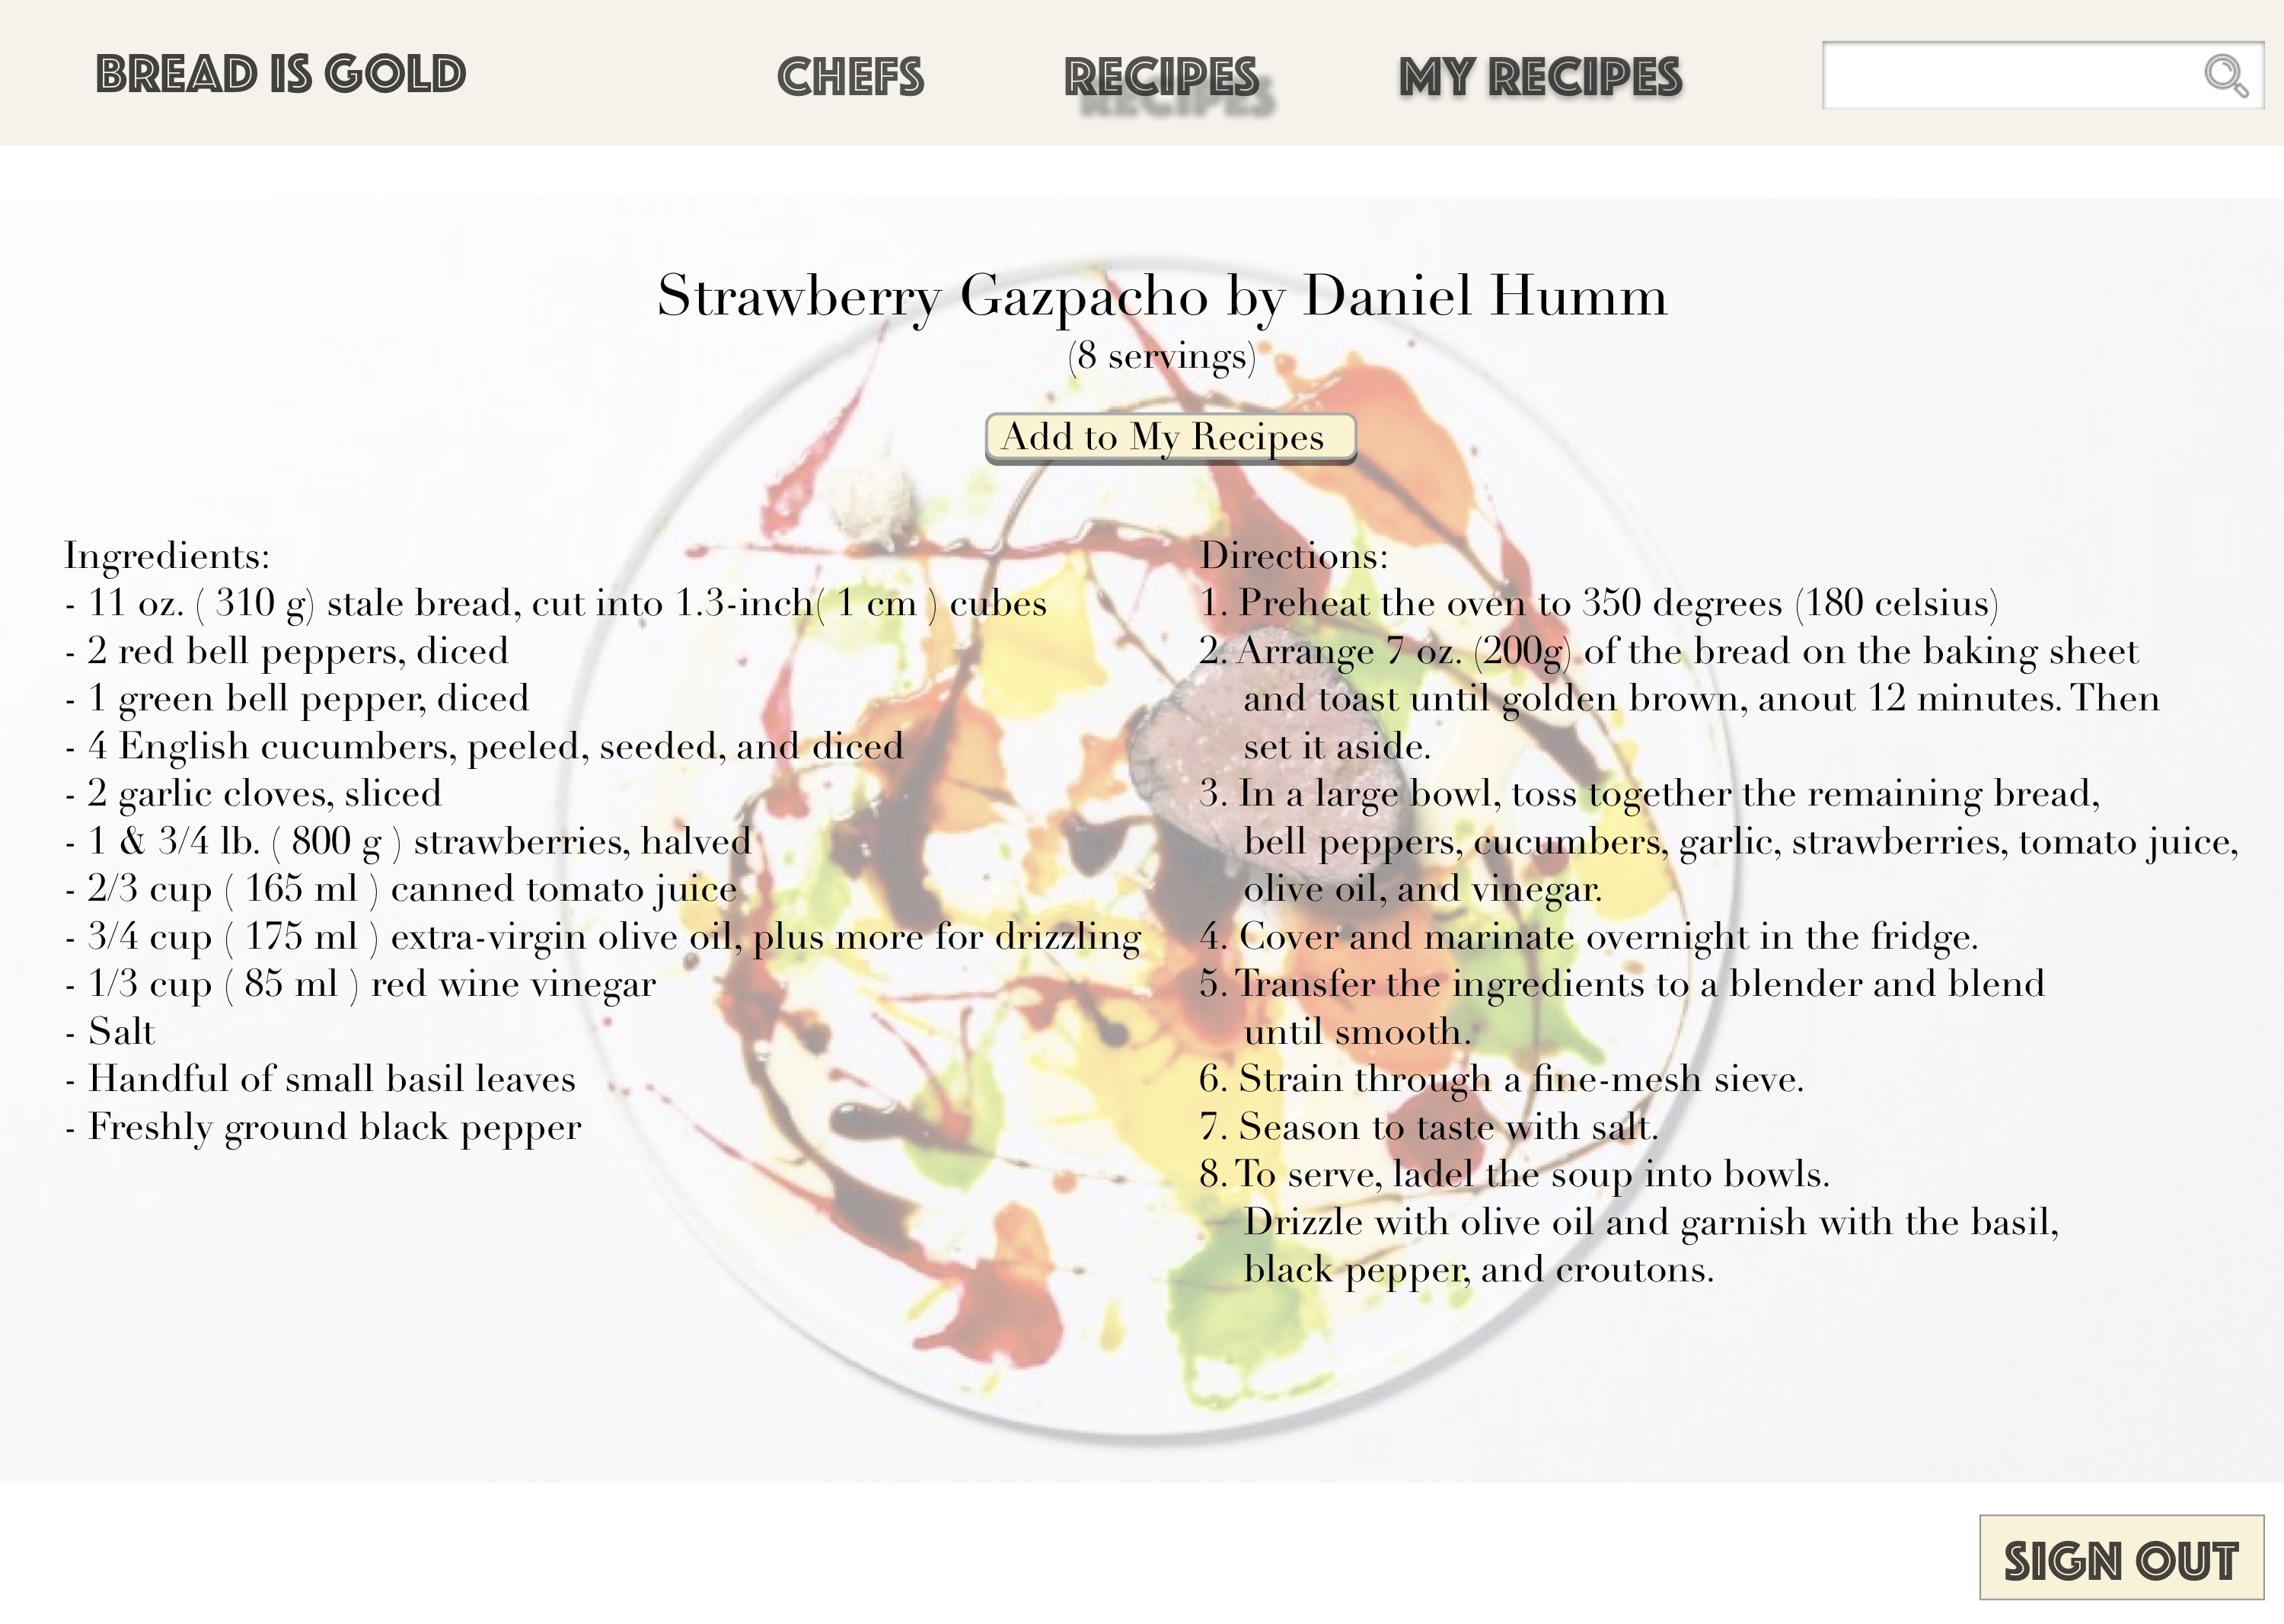 BREAD IS GOLD
CHEFS
RECIPES
MY RECIPES
Strawberry Gazpacho by Daniel Humm
(8 servings)
Add to My Recipes
Ingredients:
- 11 oz. ( 310 g) stale bread, cut into 1.3-inch( 1 cm ) cubes
- 2 red bell peppers, diced
- 1 green bell pepper, diced
- 4 English cucumbers, peeled, seeded, and diced
- 2 garlic cloves, sliced
- 1 & 3/4 lb. ( 800 g ) strawberries, halved
- 2/3 cup ( 165 ml ) canned tomato juice
- 3/4 cup ( 175 ml ) extra-virgin olive oil, plus more for drizzling
- 1/3 cup ( 85 ml ) red wine vinegar
- Salt
- Handful of small basil leaves
- Freshly ground black pepper
Directions:
1. Preheat the oven to 350 degrees (180 celsius)
2. Arrange 7 oz. (200g) of the bread on the baking sheet
and toast until golden brown, anout 12 minutes. Then
set it aside.
3. In a large bowl, toss together the remaining bread,
bell peppers, cucumbers, garlic, strawberries, tomato juice,
olive oil, and vinegar.
4. Cover and marinate overnight in the fridge.
5. Transfer the ingredients to a blender and blend
until smooth.
6. Strain through a fine-mesh sieve.
7. Season to taste with salt.
8. To serve, ladel the soup into bowls.
Drizzle with olive oil and garnish with the basil,
black pepper, and croutons.
SIGN OUT